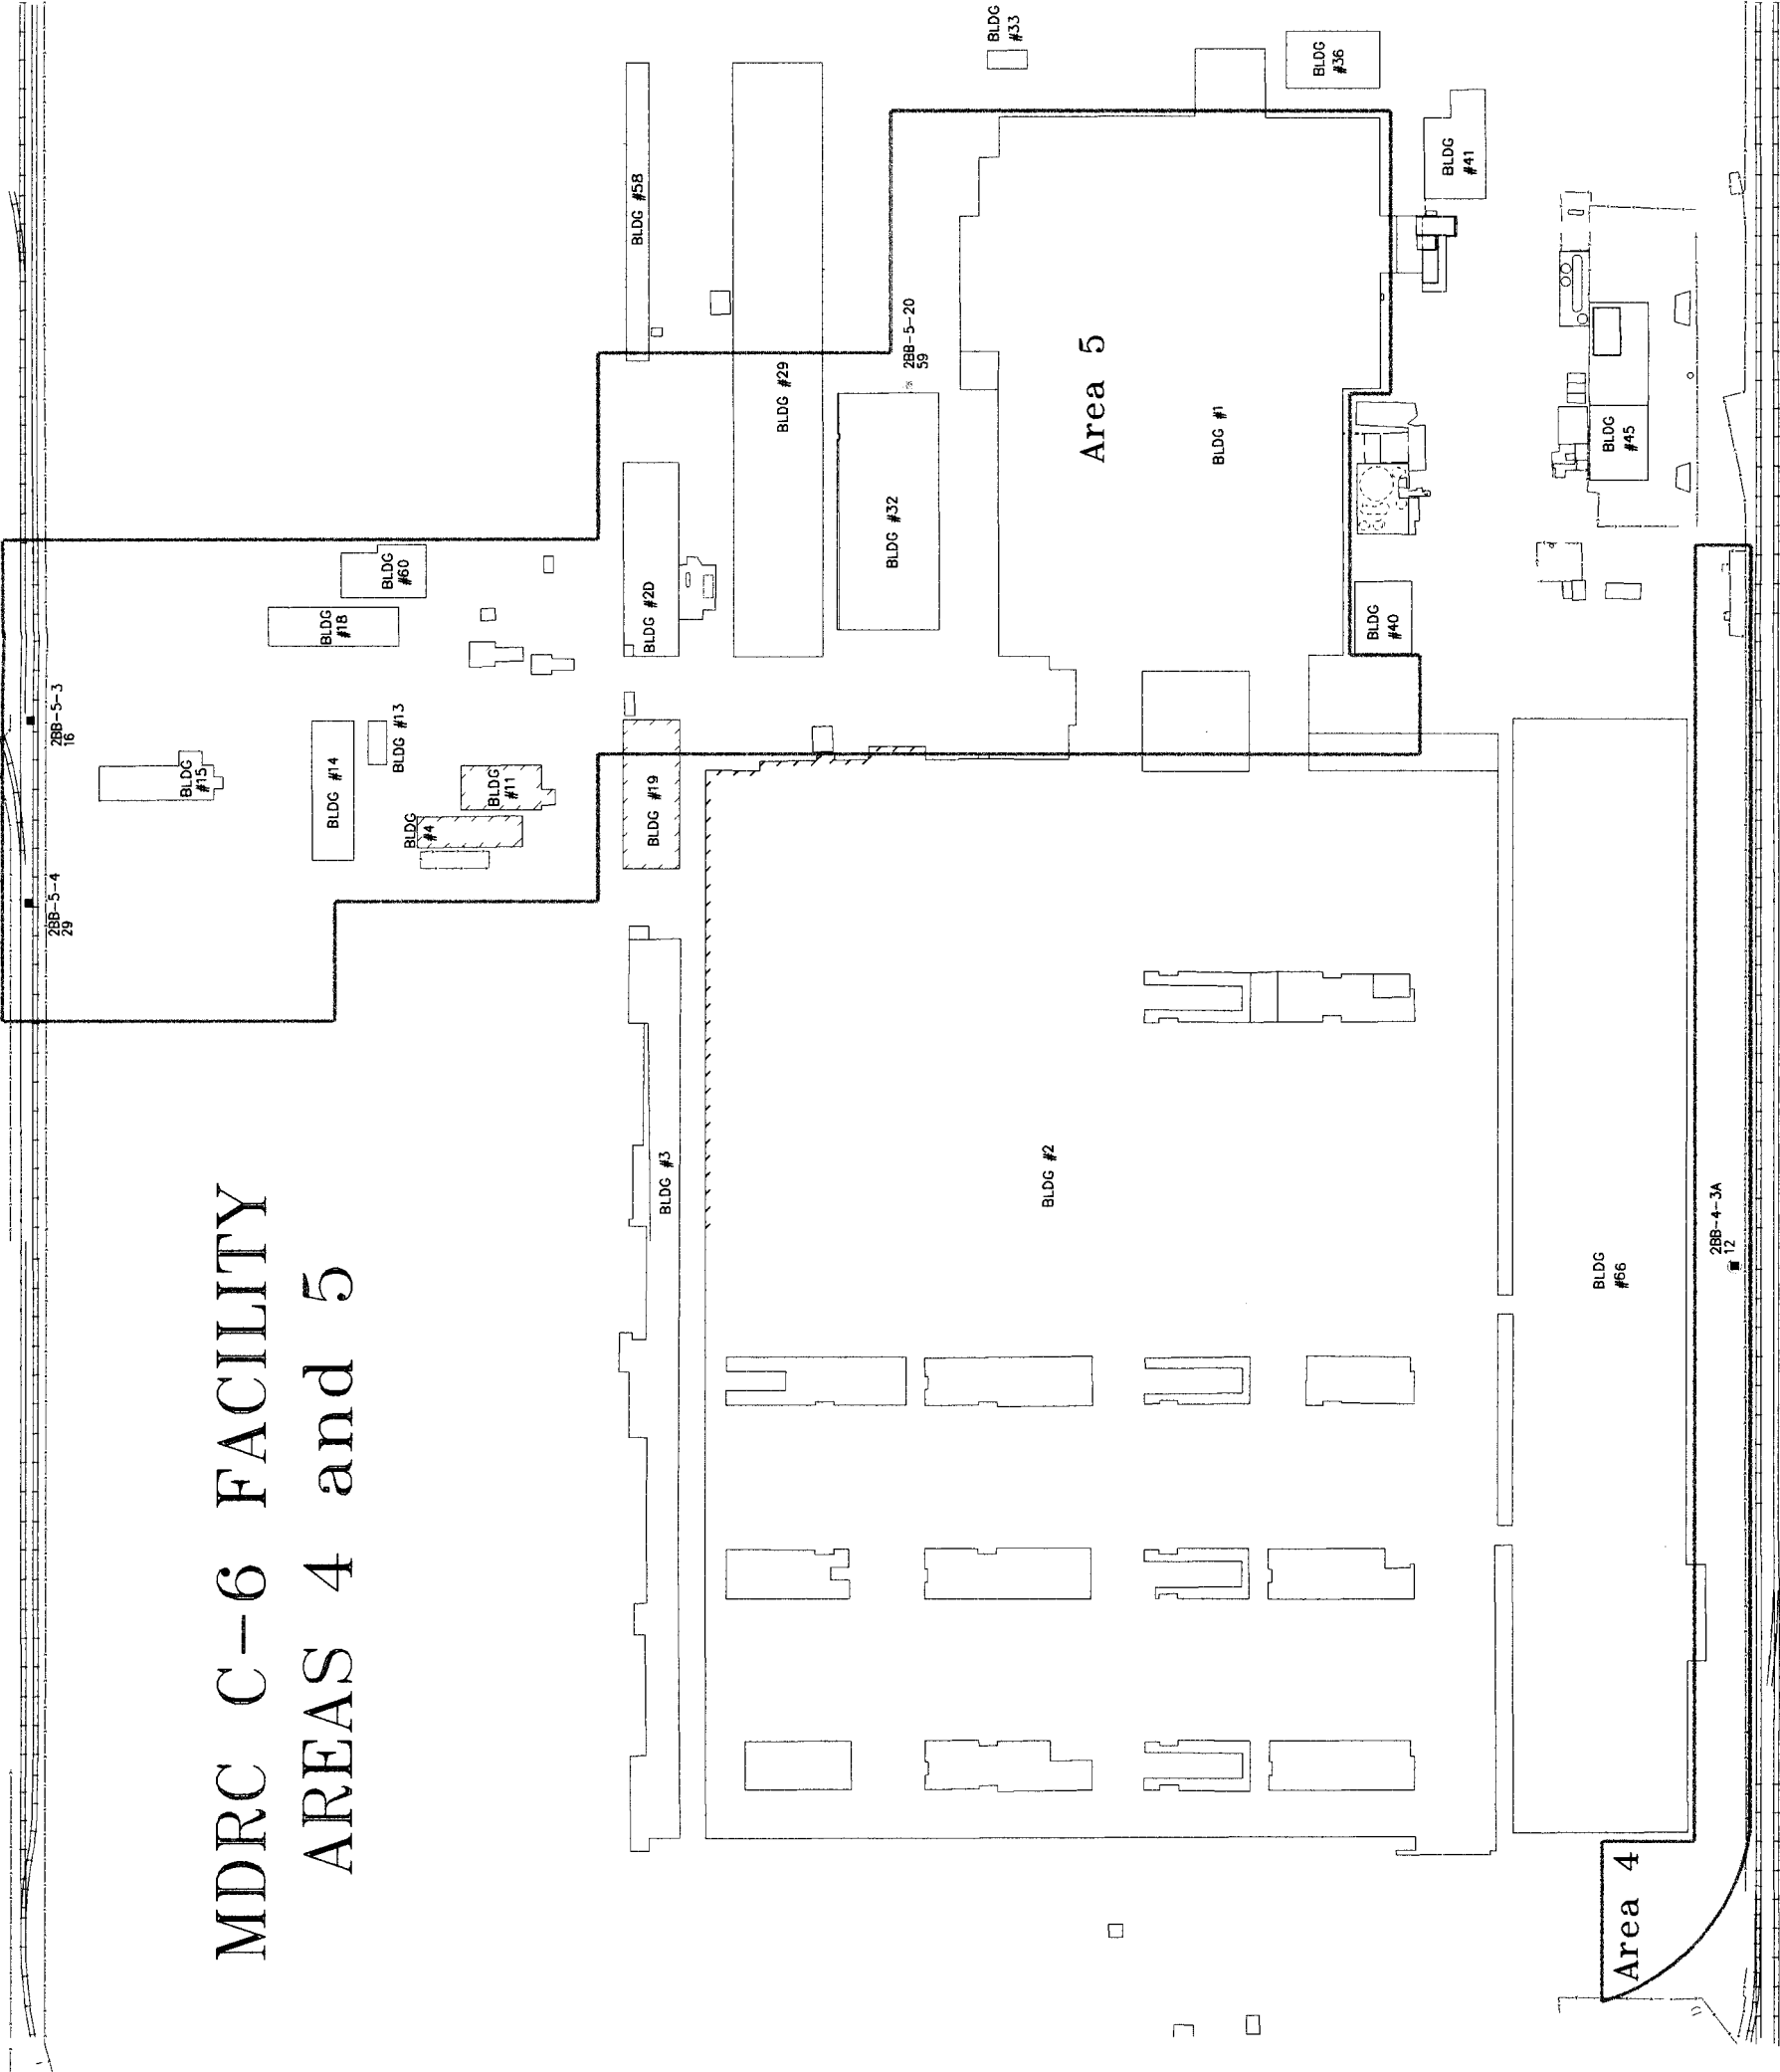 MDRC C-6 FACILITY
AREAS 4 and 5
2BB-5-4
29
2BB-5-3
16
BLDG
#15
BLDG #14
BLDG #13
BLDG
#18
BLDG
#60
BLDG
#4
BLDG
#11
BLDG #19
BLDG #2D
BLDG #58
BLDG #3
BLDG #29
BLDG #32
2BB-5-20
59
BLDG
#33
BLDG #2
Area 5
BLDG #1
BLDG
#36
BLDG
#40
BLDG
#41
BLDG
#66
BLDG
#45
Area 4
2BB-4-3A
12